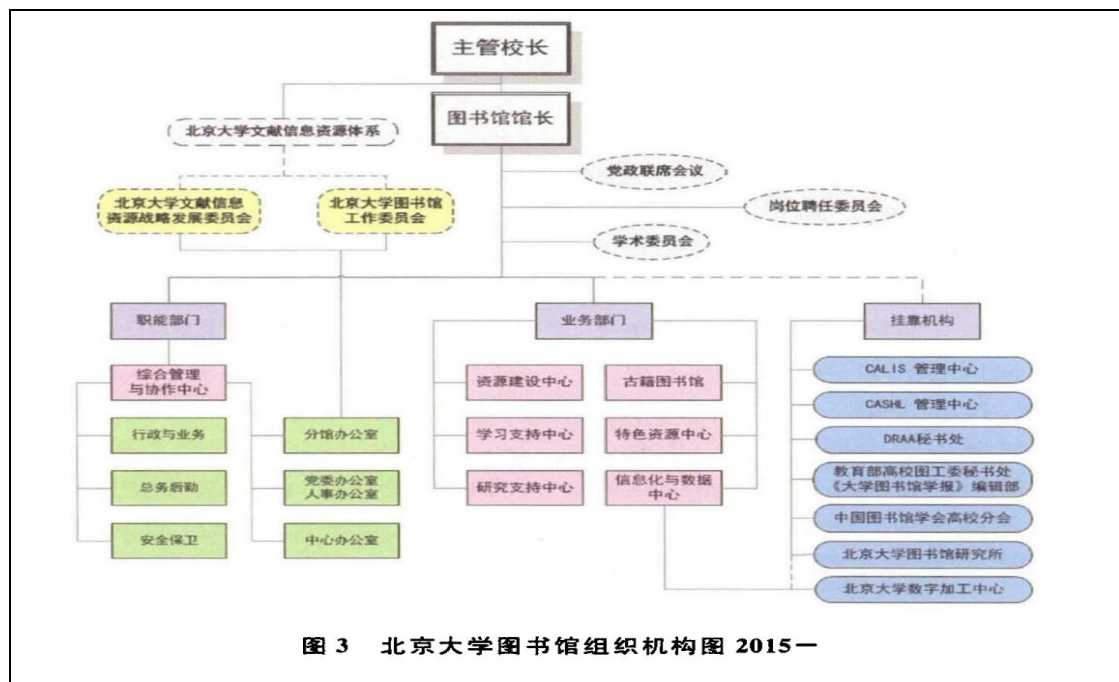 主管校长
图书馆馆长
北京大学文献信息资源体系
党政联席会议
北京大学文献信息
资源战略发展委员会
北京大学图书馆
工作委员会
岗位聘任委员会
学术委员会
职能部门
业务部门
挂靠机构
综合管理
与协作中心
行政与业务
总务后勤
安全保卫
分馆办公室
党委办公室
人事办公室
中心办公室
资源建设中心
学习支持中心
研究支持中心
古籍图书馆
特色资源中心
信息化与数据
中心
CALIS 管理中心
CASHL 管理中心
DRAA秘书处
教育部高校图工委秘书处
《大学图书馆学报》编辑部
中国图书馆学会高校分会
北京大学图书馆研究所
北京大学数字加工中心
图 3 北京大学图书馆组织机构图 2015—